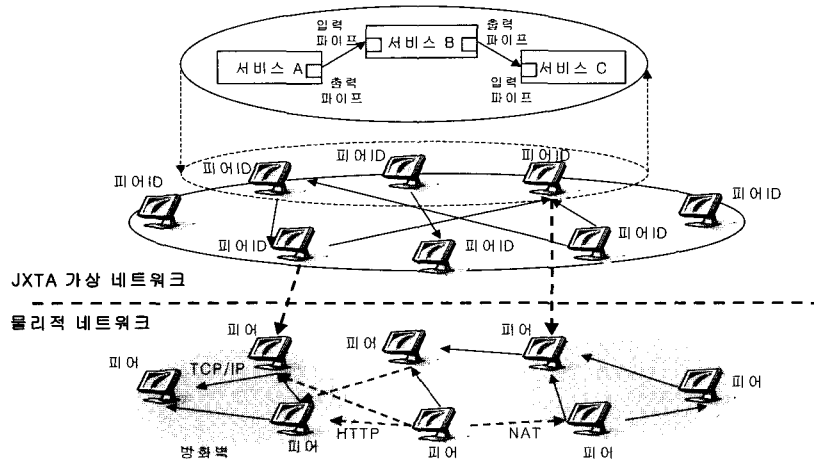 입력
파이프
서비스 B
출력
파이프
서비스 A
출력
파이프
입력
파이프
서비스 C
피어ID
피어ID
피어ID
피어ID
피어ID
피어ID
피어ID
피어ID
JXTA 가상 네트워크
물리적 네트워크
피어
피어
피어
피어
TCP/IP
피어
방화벽
피어
HTTP
피어
NAT
피어